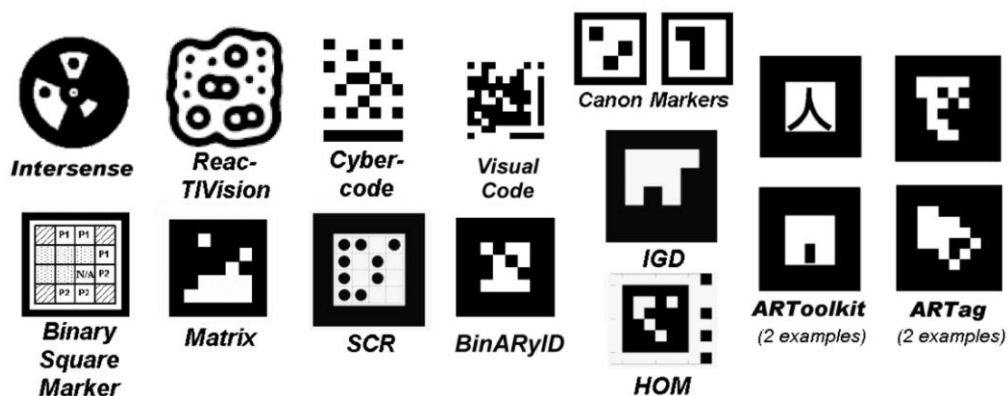 Intersense
Reac-
TIVision
Cyber-
code
Visual
Code
Canon Markers
IGD
人
P1 P1
P1
N/A P2
P2 P2
Binary
Square
Marker
Matrix
SCR
BinARyID
HOM
ARToolkit
(2 examples)
ARTag
(2 examples)